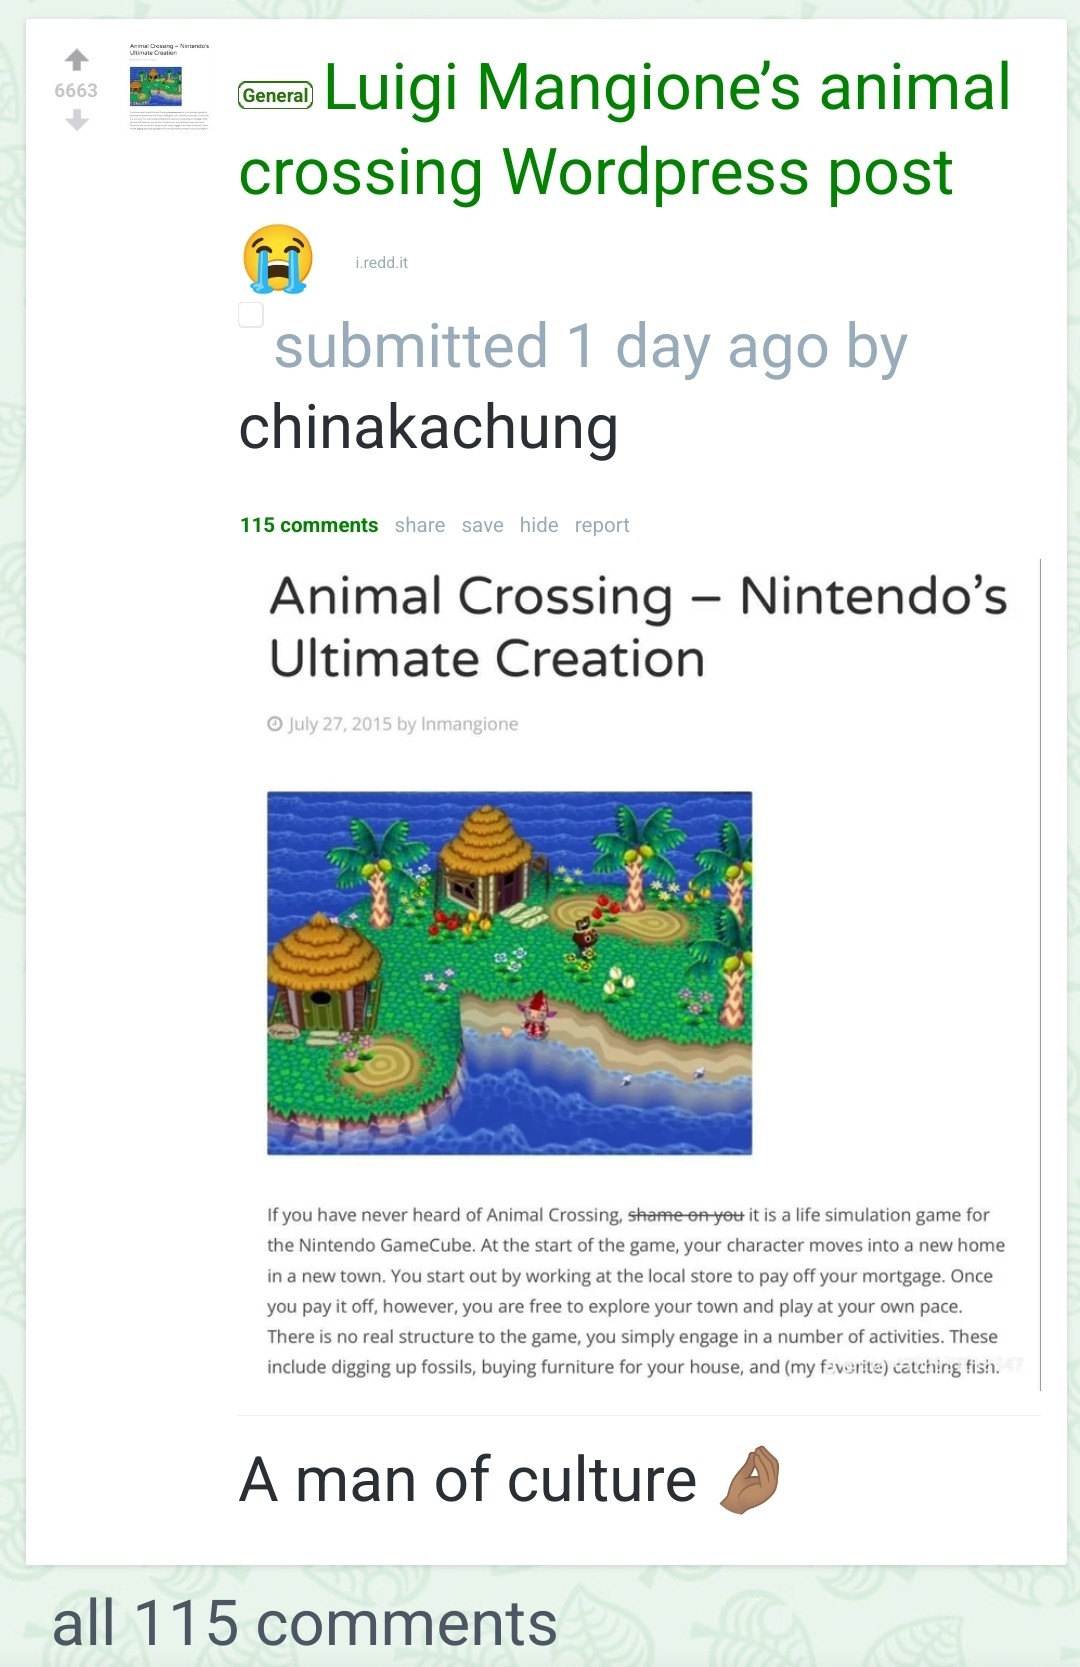 6663
Animal Crossing – Nintendo's
Ultimate Creation
General Luigi Mangione’s animal
crossing Wordpress post
😭 i.redd.it
submitted 1 day ago by
chinakachung
115 comments share save hide report
Animal Crossing – Nintendo’s
Ultimate Creation
July 27, 2015 by lnmangione
If you have never heard of Animal Crossing, shame on you it is a life simulation game for
the Nintendo GameCube. At the start of the game, your character moves into a new home
in a new town. You start out by working at the local store to pay off your mortgage. Once
you pay it off, however, you are free to explore your town and play at your own pace.
There is no real structure to the game, you simply engage in a number of activities. These
include digging up fossils, buying furniture for your house, and (my favorite) catching fish.
A man of culture 🤌🏽
all 115 comments